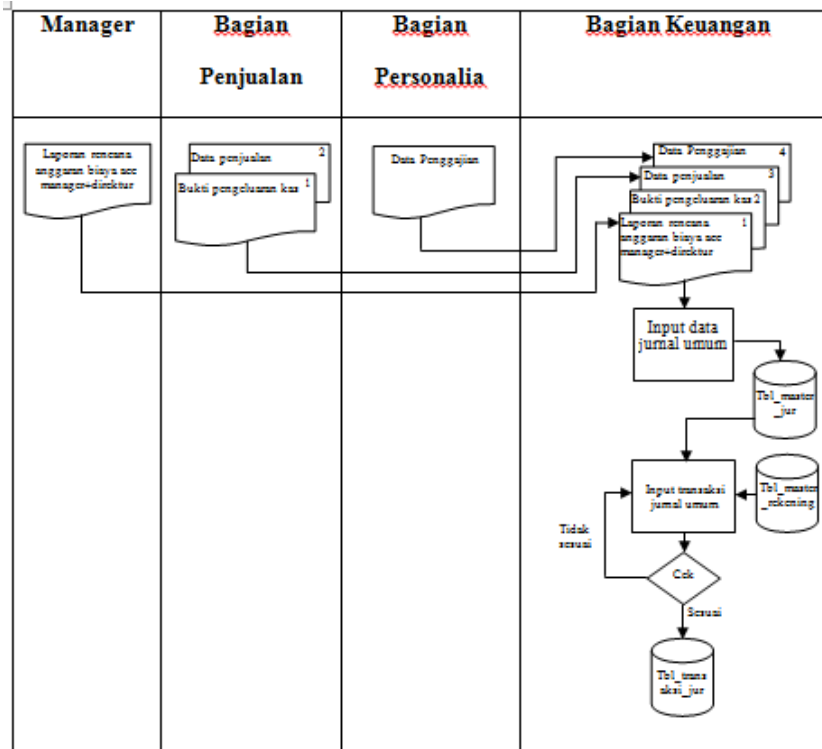 Manager
Bagian
Penjualan
Bagian
Personalia
Bagian Keuangan
Laporan rencana
anggaran biaya acc
manager+direktur
Data penjualan 2
Bukti pengeluaran kas 1
Data Penggajian
Data Penggajian 4
Data penjualan 3
Bukti pengeluaran kas 2
Laporan rencana 1
anggaran biaya acc
manager+direktur
Input data
jurnal umum
Tbl_master
_jur
Input transaksi
jurnal umum
Tbl_master
_rekening
Tidak
sesuai
Cek
Sesuai
Tbl_trans
aksi_jur